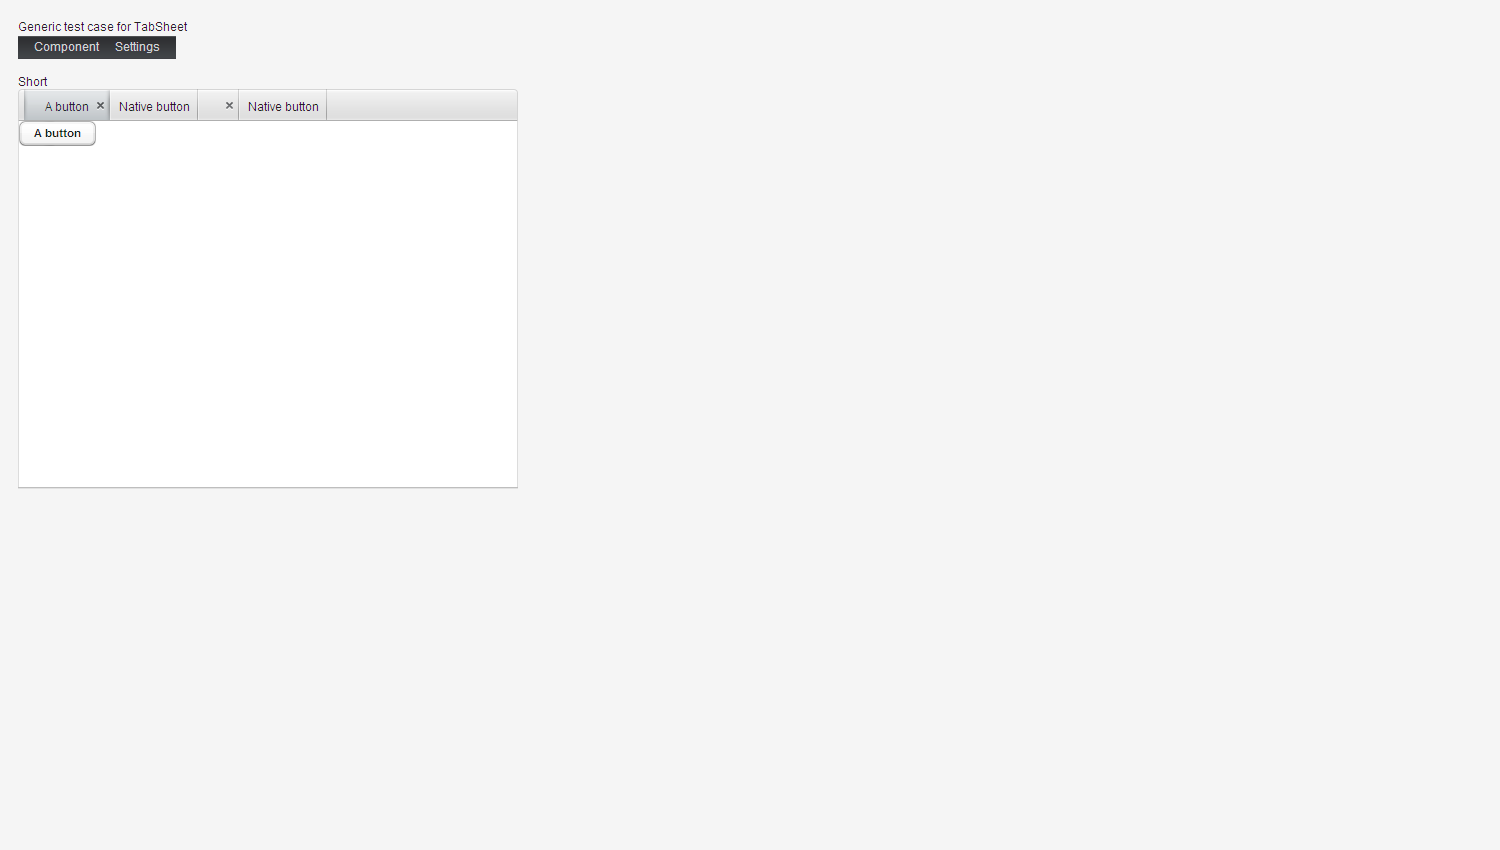 Generic test case for TabSheet
Component Settings
Short
A button Native button Native button
A button